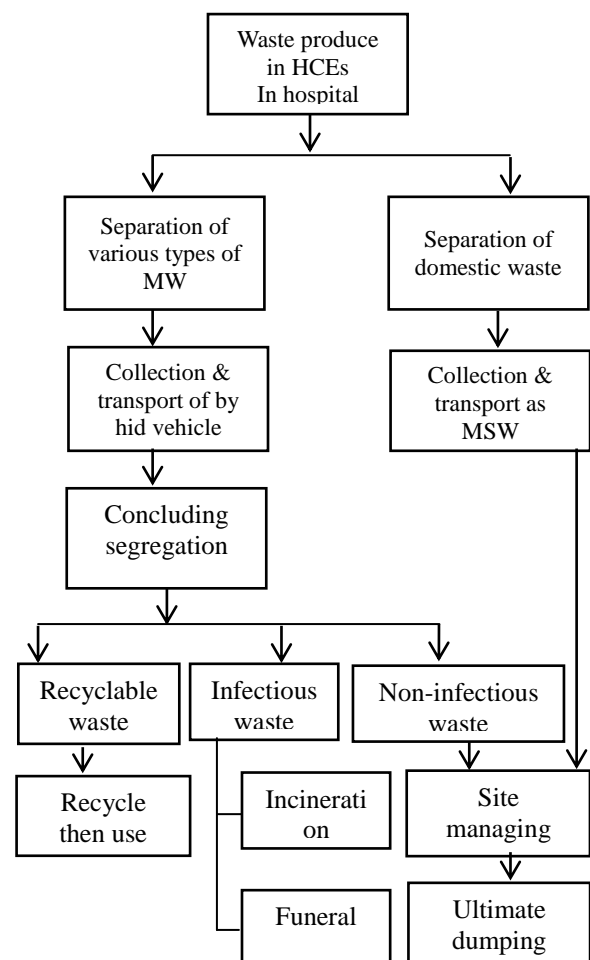 Waste produce
in HCEs
In hospital
Separation of
various types of
MW
Separation of
domestic waste
Collection &
transport of by
hid vehicle
Collection &
transport as
MSW
Concluding
segregation
Recyclable
waste
Infectious
waste
Non-infectious
waste
Recycle
then use
Incinerati
on
Site
managing
Funeral
Ultimate
dumping